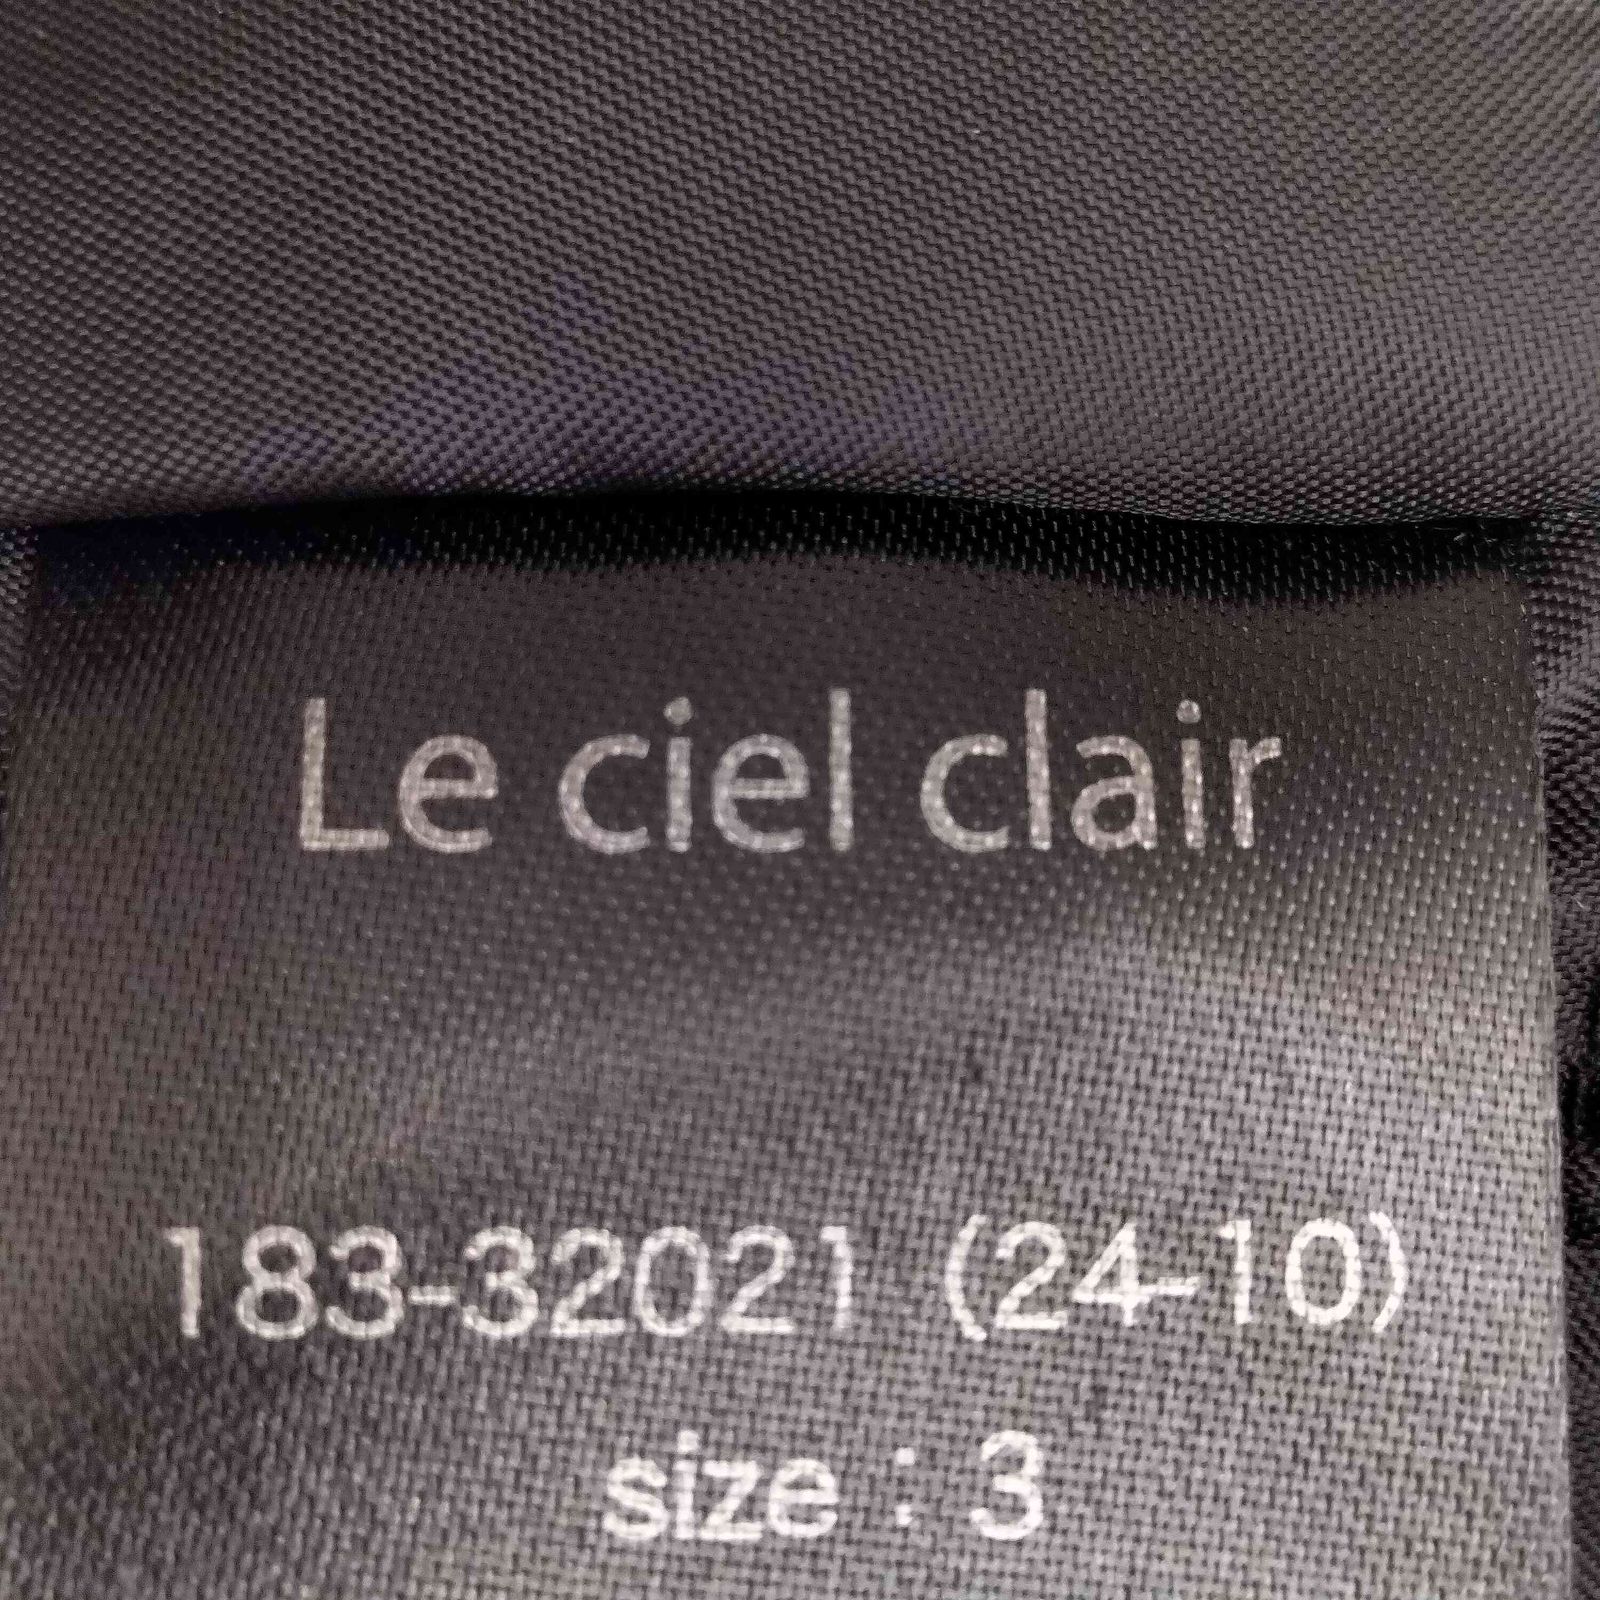 Le ciel clair
183-32021 (24-10)
size : 3